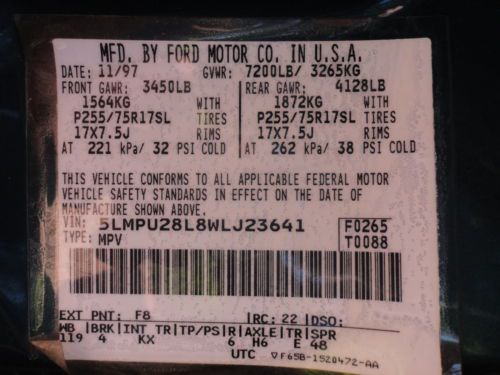 MFD. BY FORD MOTOR CO. IN U.S.A.
DATE: 11/97 GVWR: 7200LB/ 3265KG
FRONT GAWR: 3450LB REAR GAWR: 4128LB
1564KG WITH 1872KG WITH
P255/75R17SL TIRES P255/75R17SL TIRES
17X7.5J RIMS 17X7.5J RIMS
AT 221 kPa/ 32 PSI COLD AT 262 kPa/ 38 PSI COLD
THIS VEHICLE CONFORMS TO ALL APPLICABLE FEDERAL MOTOR
VEHICLE SAFETY STANDARDS IN EFFECT ON THE DATE OF
MANUFACTURE SHOWN ABOVE.
VIN: 5LMPU28L8WLJ23641 F0265
TYPE: MPV T0088
EXT PNT: F8 RC: 22 DSO:
WB BRK INT TR TP/PS R AXLE TR SPR
119 4 KX 6 H6 E 48
UTC ▽F65B-1520472-AA